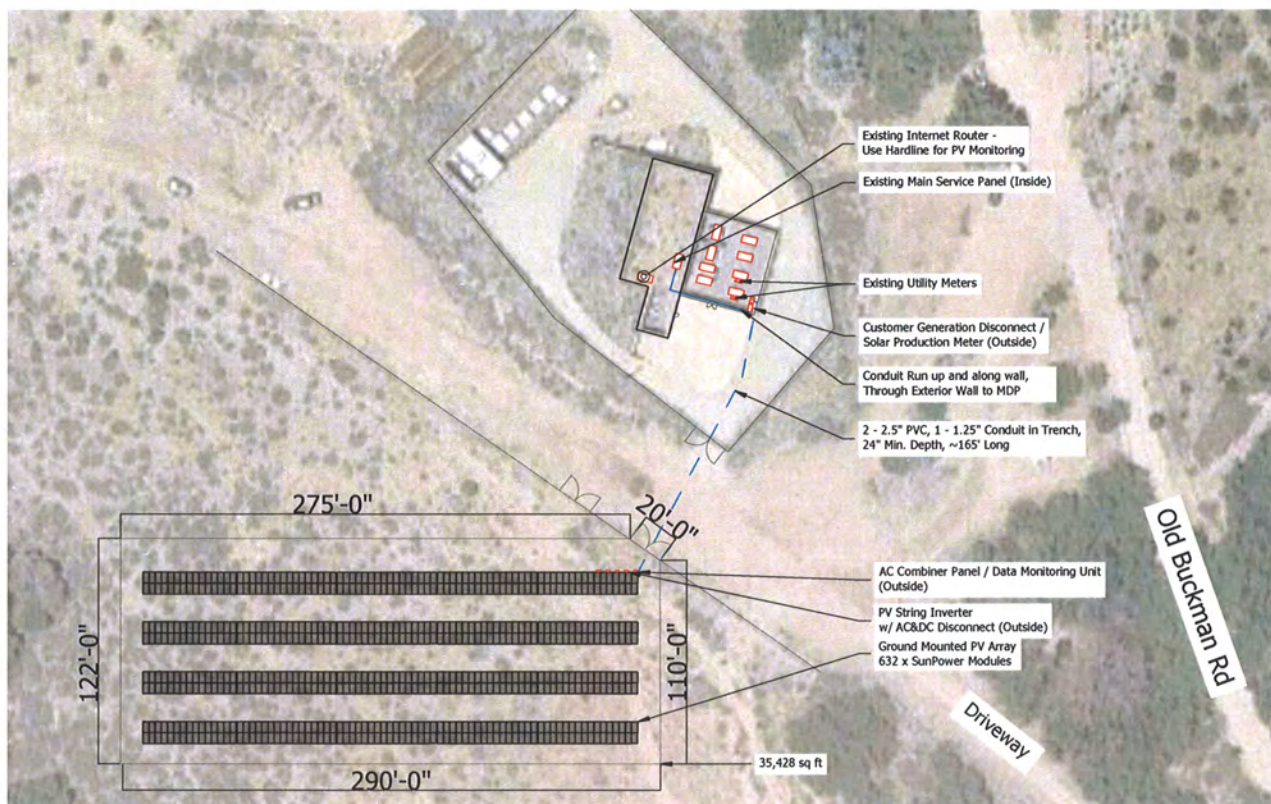 Existing Internet Router -
Use Hardline for PV Monitoring
Existing Main Service Panel (Inside)
Existing Utility Meters
Customer Generation Disconnect /
Solar Production Meter (Outside)
Conduit Run up and along wall,
Through Exterior Wall to MDP
2 - 2.5" PVC, 1 - 1.25" Conduit in Trench,
24" Min. Depth, ~165' Long
275'-0"
20'-0"
Old Buckman Rd
AC Combiner Panel / Data Monitoring Unit
(Outside)
PV String Inverter
w/ AC&DC Disconnect (Outside)
Ground Mounted PV Array
632 x SunPower Modules
122'-0"
110'-0"
Driveway
35,428 sq ft
290'-0"